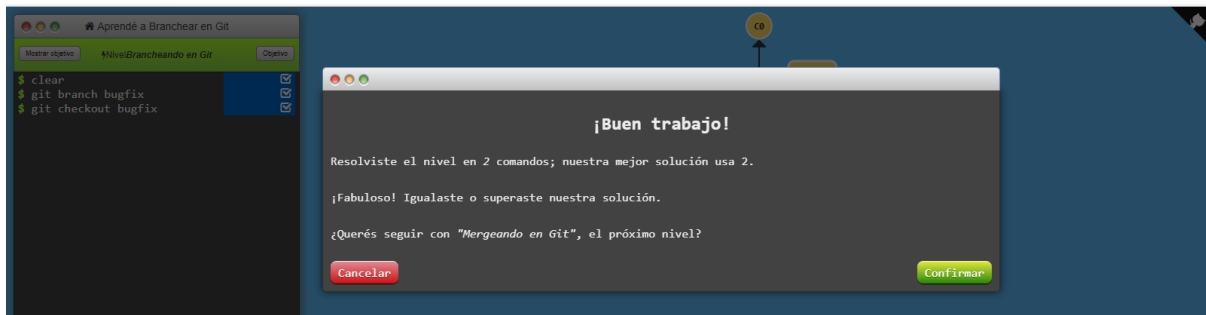 Aprendé a Branchear en Git
Mostrar objetivo
Nivel Brancheando en Git
Objetivo
$ clear
$ git branch bugfix
$ git checkout bugfix
C0
¡Buen trabajo!
Resolviste el nivel en 2 comandos; nuestra mejor solución usa 2.
¡Fabuloso! Igualaste o superaste nuestra solución.
¿Querés seguir con "Mergeando en Git", el próximo nivel?
Cancelar
Confirmar